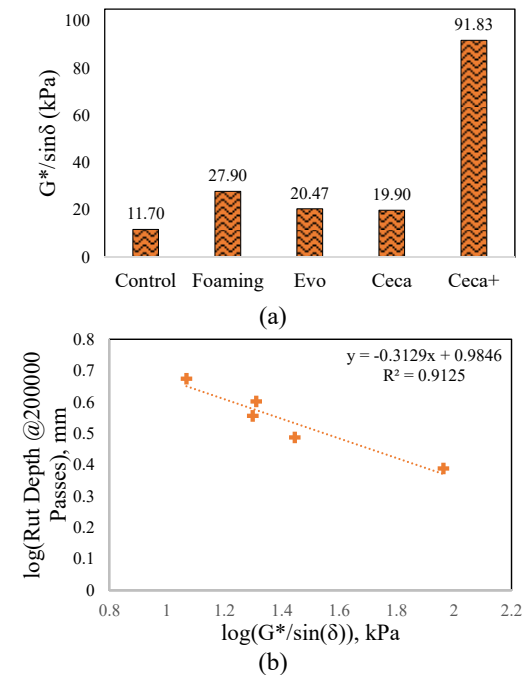 100
80
60
40
20
0
G*/sinδ (kPa)
11.70
27.90
20.47
19.90
91.83
Control
Foaming
Evo
Ceca
Ceca+
(a)
0.8
0.7
0.6
0.5
0.4
0.3
0.2
0.1
0
log(Rut Depth @200000
Passes), mm
y = -0.3129x + 0.9846
R² = 0.9125
0.8
1
1.2
1.4
1.6
1.8
2
2.2
log(G*/sin(δ)), kPa
(b)